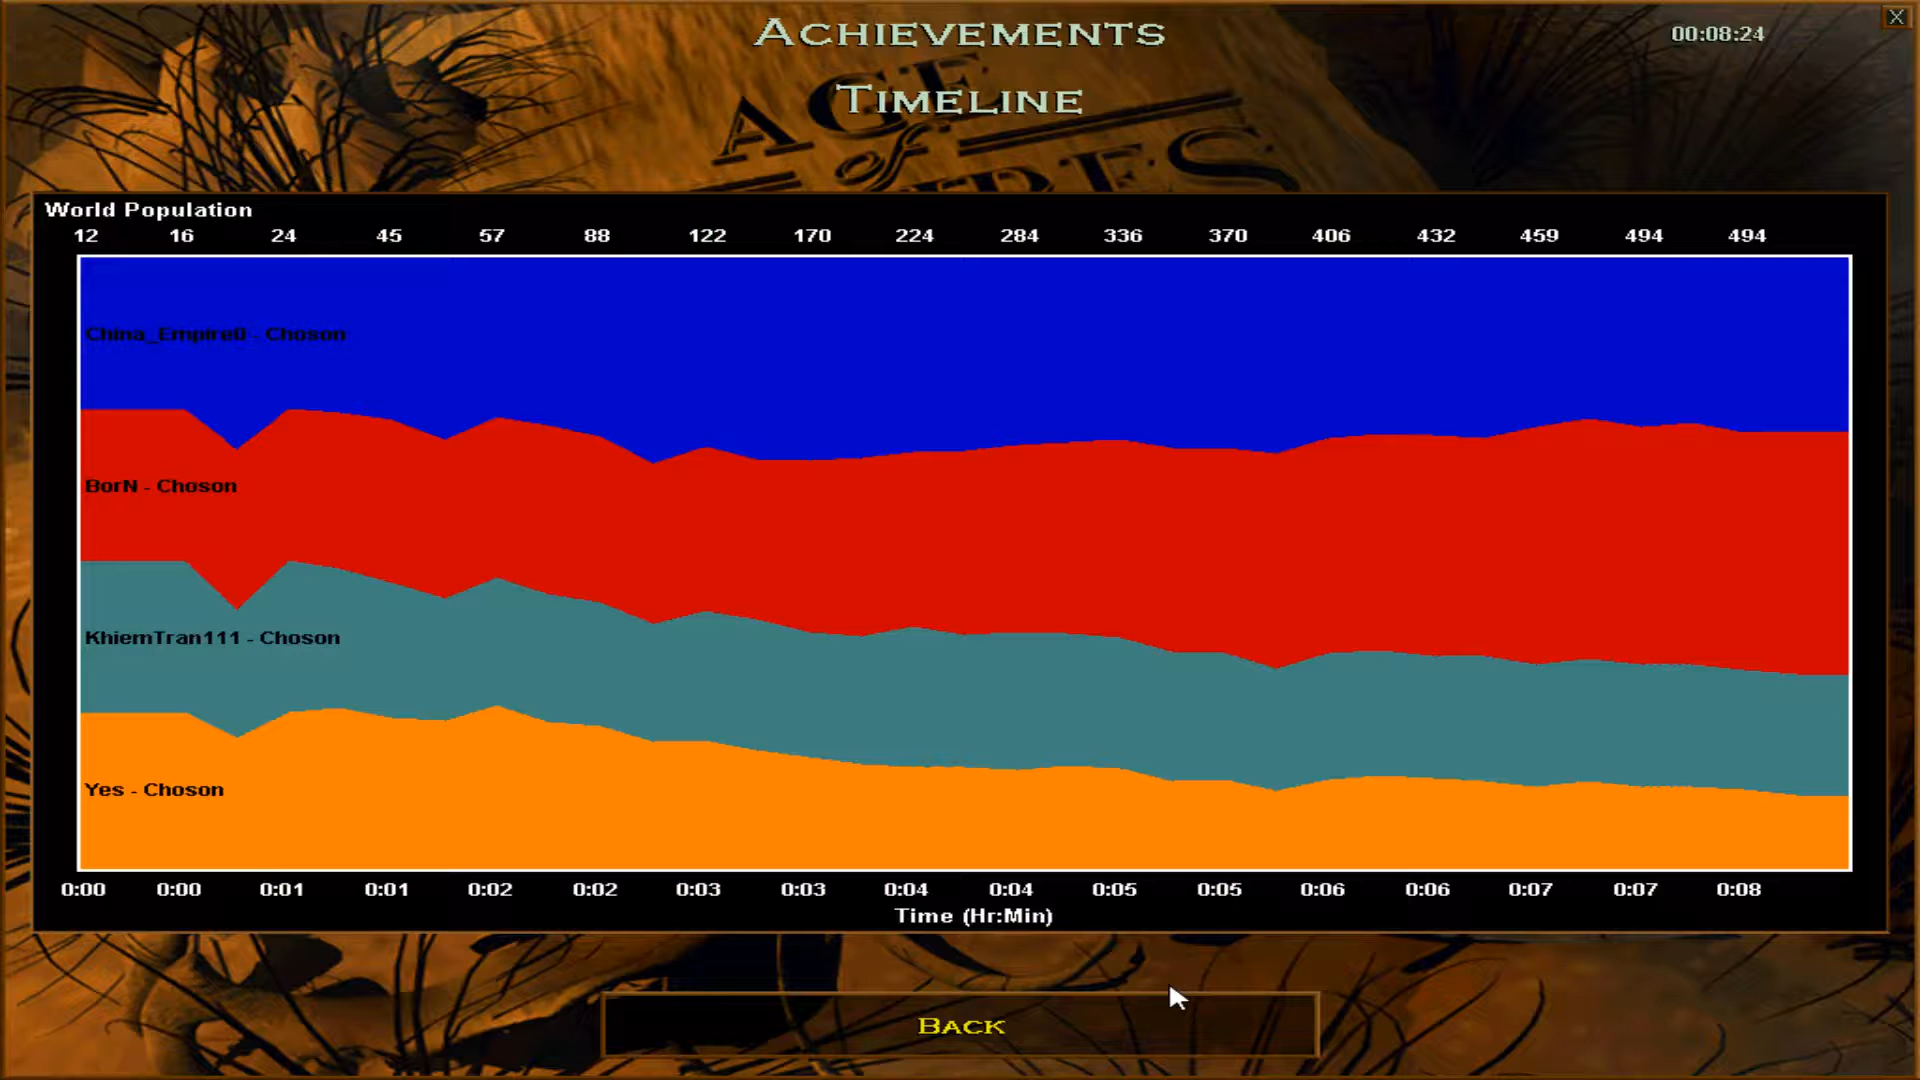 ACHIEVEMENTS
00:08:24
X
TIMELINE
AGE
of
World Population
12 16 24 45 57 88 122 170 224 284 336 370 406 432 459 494 494
China_Empire0 - Choson
BorN - Choson
KhiemTran111 - Choson
Yes - Choson
0:00 0:00 0:01 0:01 0:02 0:02 0:03 0:03 0:04 0:04 0:05 0:05 0:06 0:06 0:07 0:07 0:08
Time (Hr:Min)
BACK